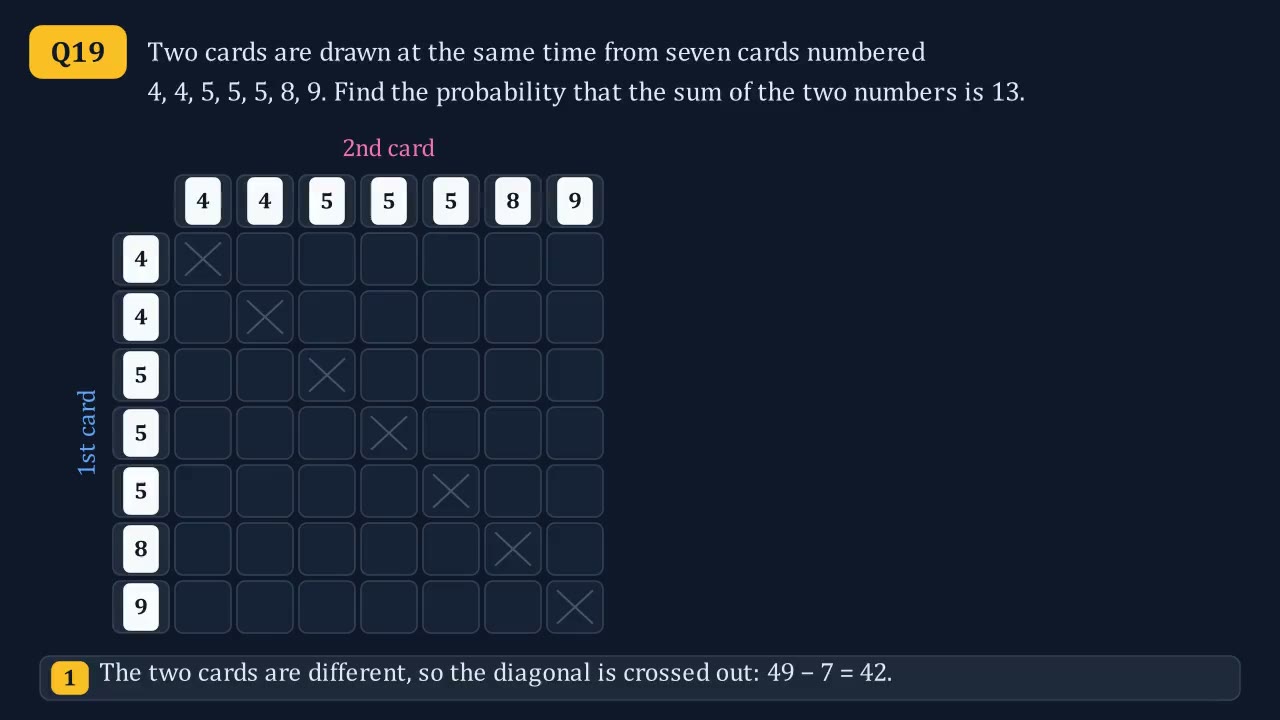 Q19
Two cards are drawn at the same time from seven cards numbered
4, 4, 5, 5, 5, 8, 9. Find the probability that the sum of the two numbers is 13.
2nd card
4 4 5 5 5 8 9
4
4
5
5
5
8
9
1st card
1 The two cards are different, so the diagonal is crossed out: 49 − 7 = 42.